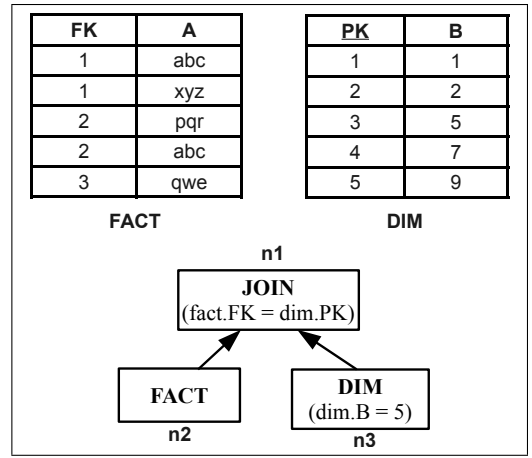 FK A
1 abc
1 xyz
2 pqr
2 abc
3 qwe
FACT
PK B
1 1
2 2
3 5
4 7
5 9
DIM
n1
JOIN
(fact.FK = dim.PK)
FACT
n2
DIM
(dim.B = 5)
n3